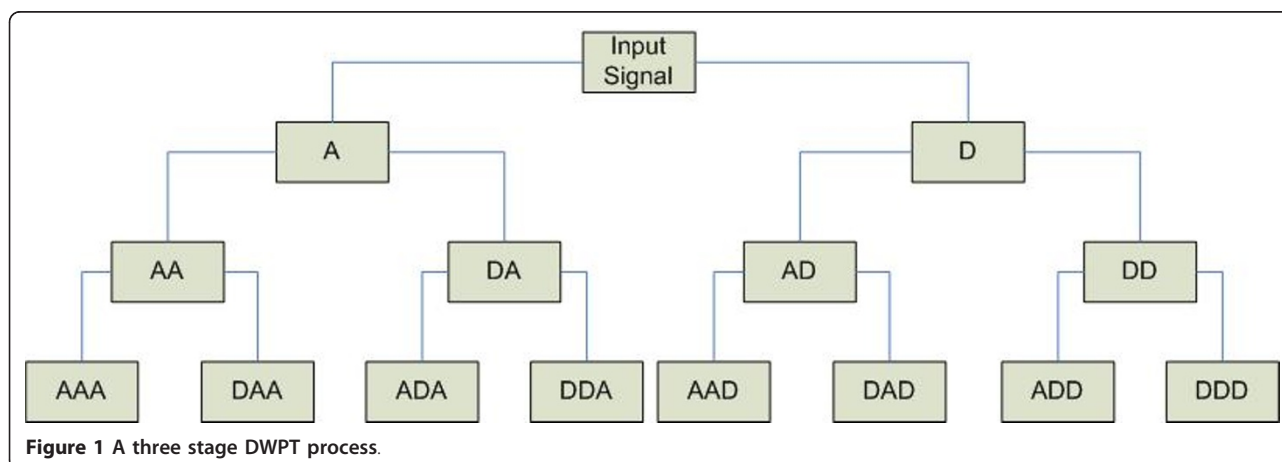 Input
Signal
A
D
AA
DA
AD
DD
AAA
DAA
ADA
DDA
AAD
DAD
ADD
DDD
Figure 1 A three stage DWPT process.